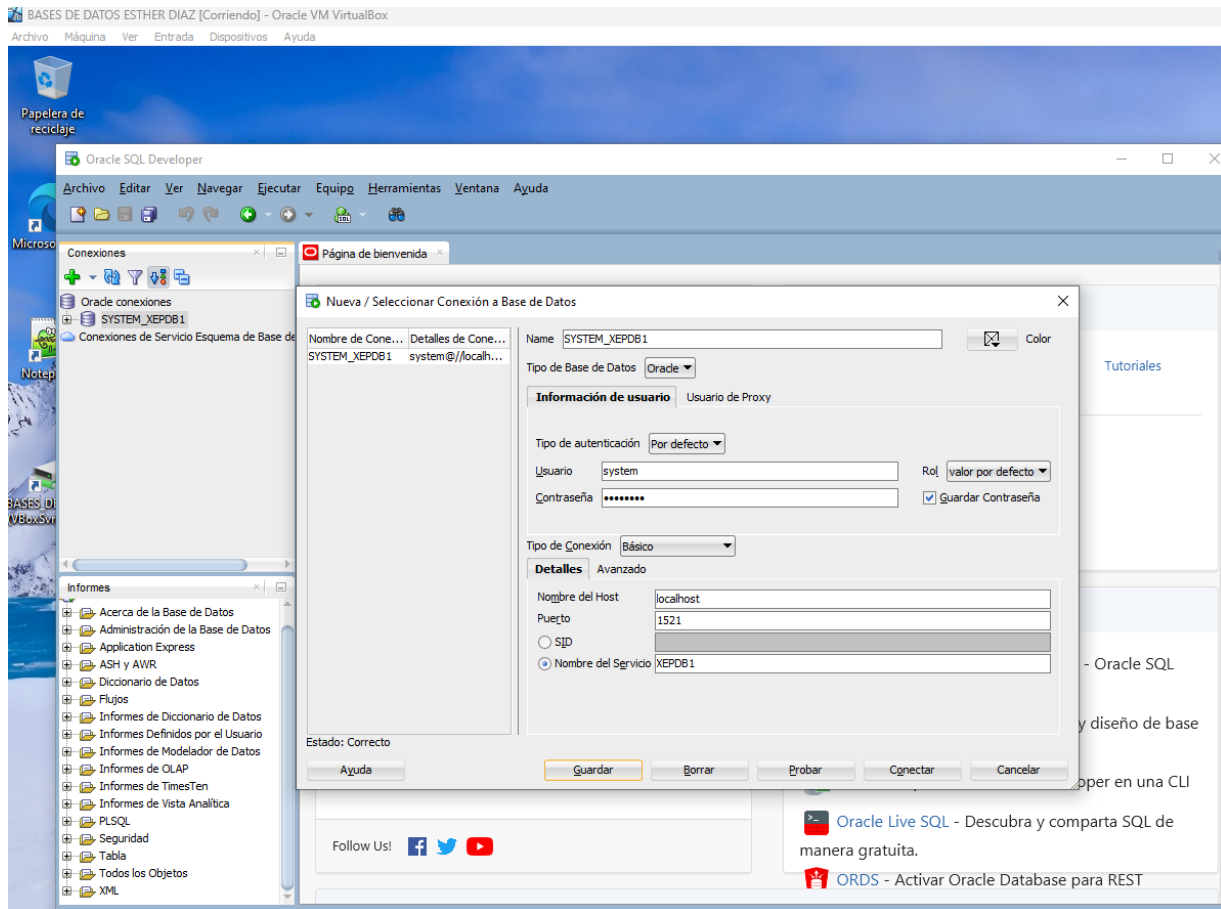 BASES DE DATOS ESTHER DIAZ [Corriendo] - Oracle VM VirtualBox
Archivo Máquina Ver Entrada Dispositivos Ayuda
Papelera de
reciclaje
Oracle SQL Developer
Archivo Editar Ver Navegar Ejecutar Equipo Herramientas Ventana Ayuda
SQL
Microso
Conexiones
Oracle conexiones
SYSTEM_XEPDB1
Conexiones de Servicio Esquema de Base de
Notep
BASES DE
(VBoxSvr
Página de bienvenida
Nueva / Seleccionar Conexión a Base de Datos
Nombre de Cone... Detalles de Cone...
SYSTEM_XEPDB1 system@//localh...
Name SYSTEM_XEPDB1 Color
Tipo de Base de Datos Oracle
Información de usuario Usuario de Proxy
Tipo de autenticación Por defecto
Usuario system Rol valor por defecto
Contraseña •••••••• Guardar Contraseña
Tipo de Conexión Básico
Detalles Avanzado
Nombre del Host localhost
Puerto 1521
SID
Nombre del Servicio XEPDB1
Estado: Correcto
Ayuda Guardar Borrar Probar Conectar Cancelar
Tutoriales
- Oracle SQL
y diseño de base
oper en una CLI
Oracle Live SQL - Descubra y comparta SQL de
manera gratuita.
ORDS - Activar Oracle Database para REST
Follow Us!
Informes
Acerca de la Base de Datos
Administración de la Base de Datos
Application Express
ASH y AWR
Diccionario de Datos
Flujos
Informes de Diccionario de Datos
Informes Definidos por el Usuario
Informes de Modelador de Datos
Informes de OLAP
Informes de TimesTen
Informes de Vista Analítica
PLSQL
Seguridad
Tabla
Todos los Objetos
XML